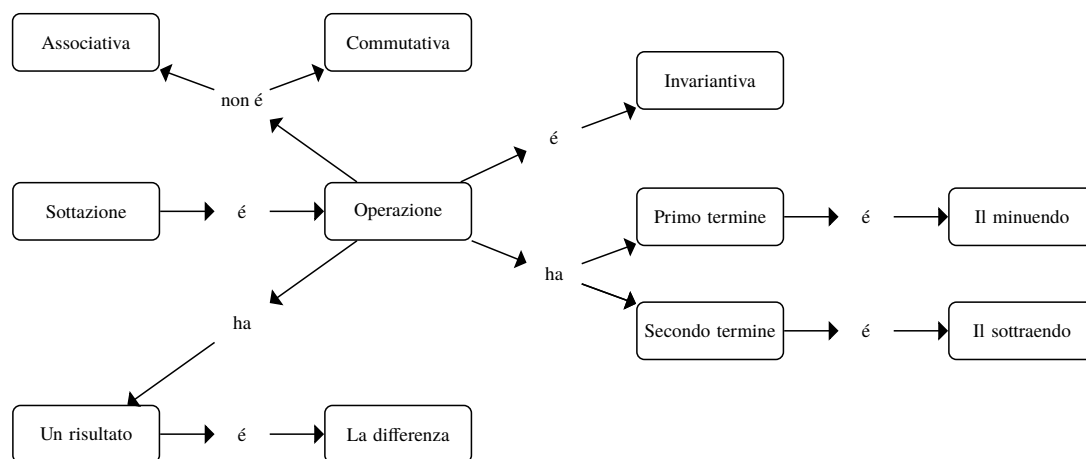 Associativa
Commutativa
Invariantiva
non é
é
Sottazione
é
Operazione
Primo termine
é
Il minuendo
ha
ha
Secondo termine
é
Il sottraendo
Un risultato
é
La differenza